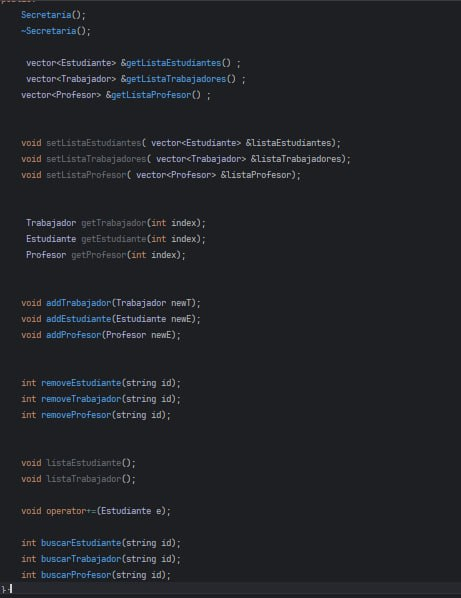 public:
Secretaria();
~Secretaria();
vector<Estudiante> &getListaEstudiantes() ;
vector<Trabajador> &getListaTrabajadores() ;
vector<Profesor> &getListaProfesor() ;
void setListaEstudiantes( vector<Estudiante> &listaEstudiantes);
void setListaTrabajadores( vector<Trabajador> &listaTrabajadores);
void setListaProfesor( vector<Profesor> &listaProfesor);
Trabajador getTrabajador(int index);
Estudiante getEstudiante(int index);
Profesor getProfesor(int index);
void addTrabajador(Trabajador newT);
void addEstudiante(Estudiante newE);
void addProfesor(Profesor newE);
int removeEstudiante(string id);
int removeTrabajador(string id);
int removeProfesor(string id);
void listaEstudiante();
void listaTrabajador();
void operator+=(Estudiante e);
int buscarEstudiante(string id);
int buscarTrabajador(string id);
int buscarProfesor(string id);
};